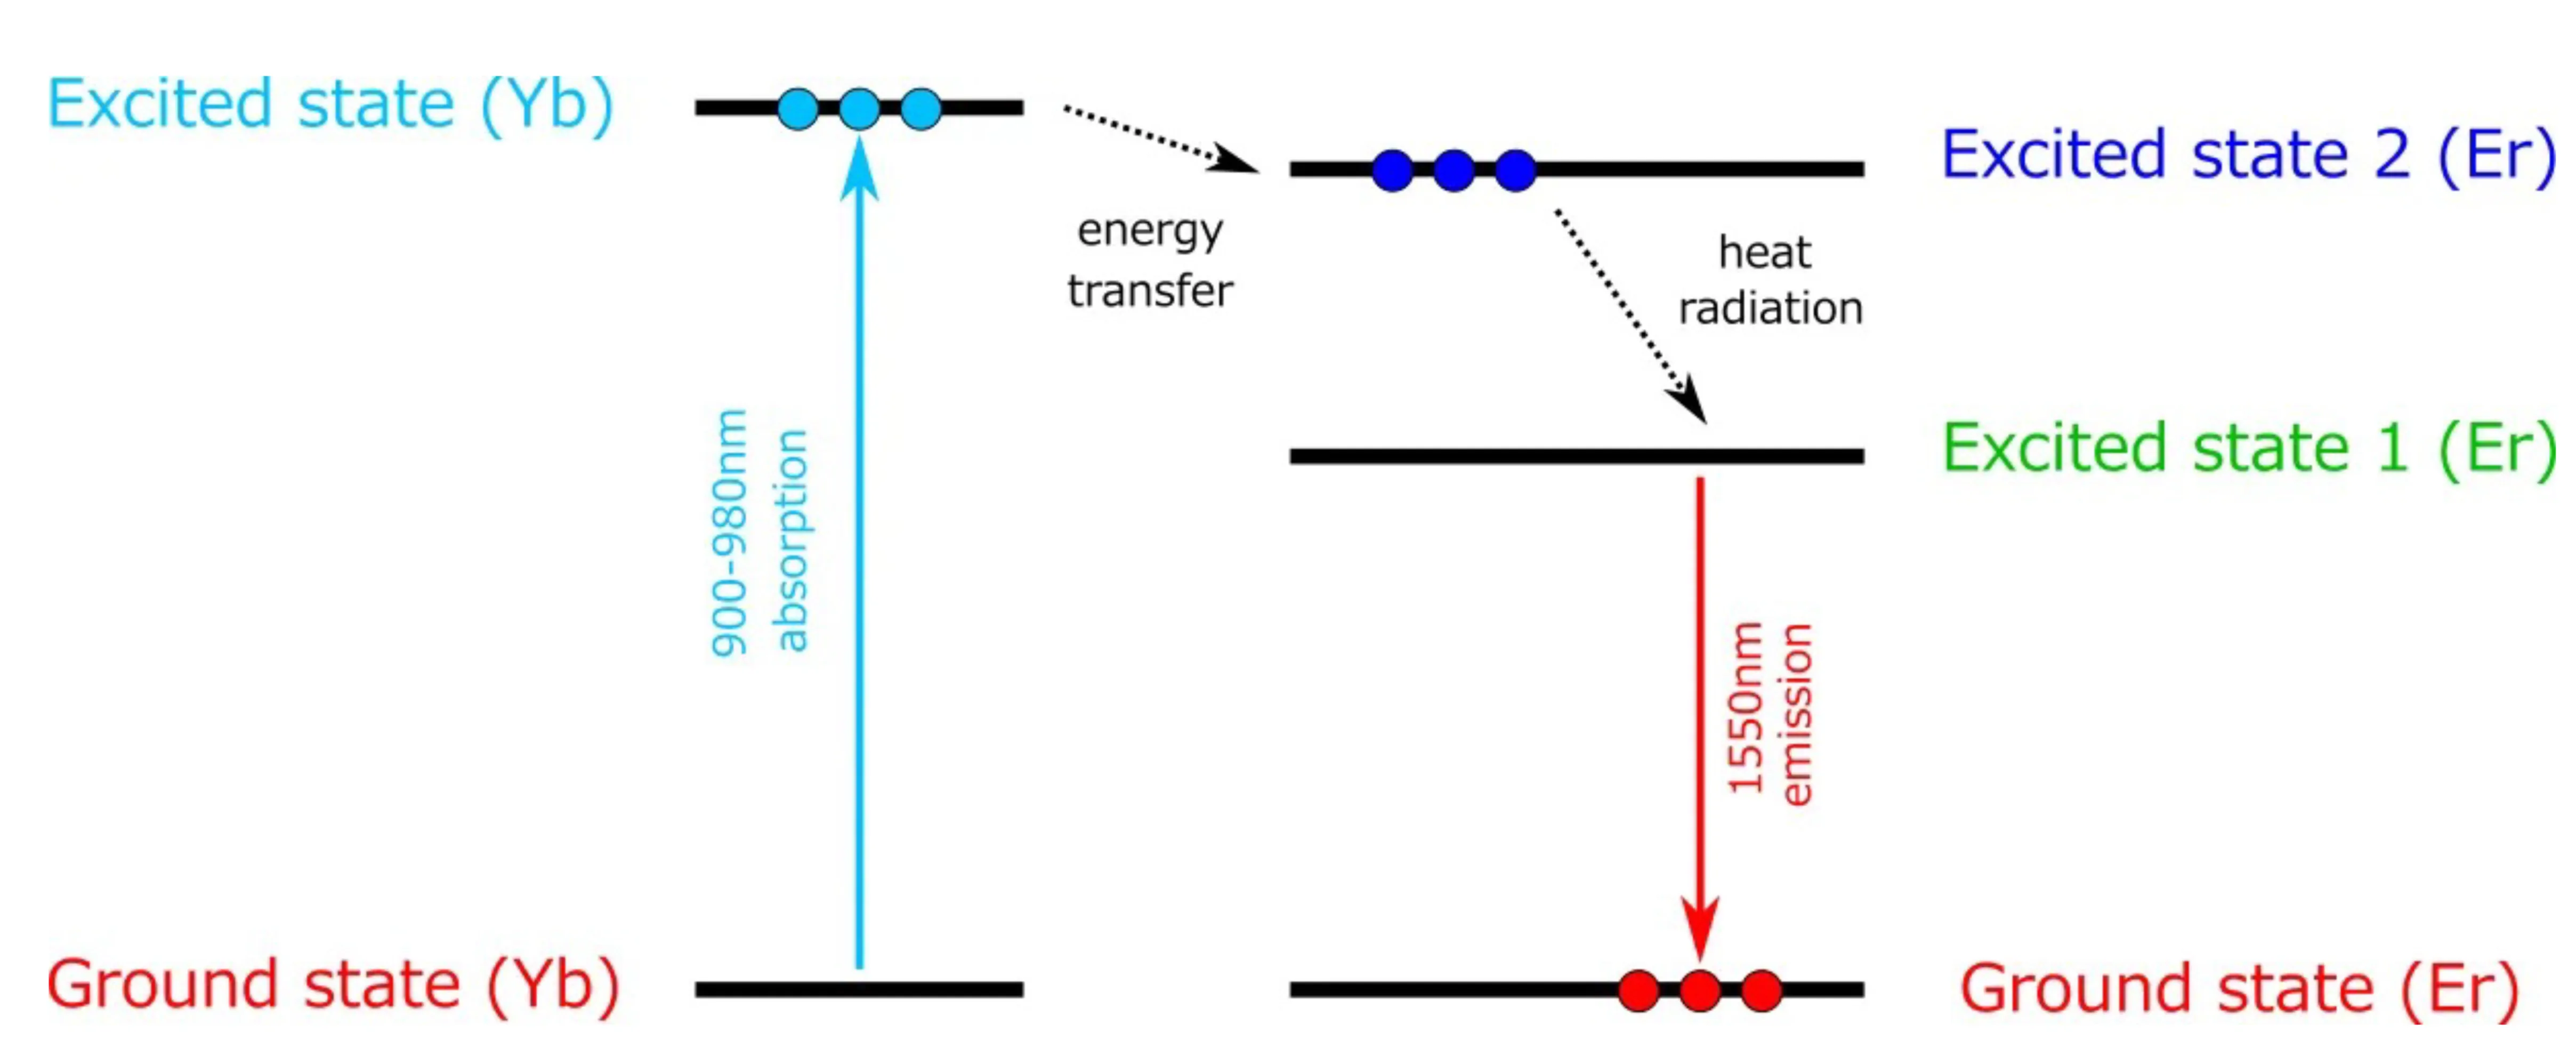 Excited state (Yb)
Excited state 2 (Er)
energy
transfer
heat
radiation
Excited state 1 (Er)
900-980nm
absorption
1550nm
emission
Ground state (Yb)
Ground state (Er)